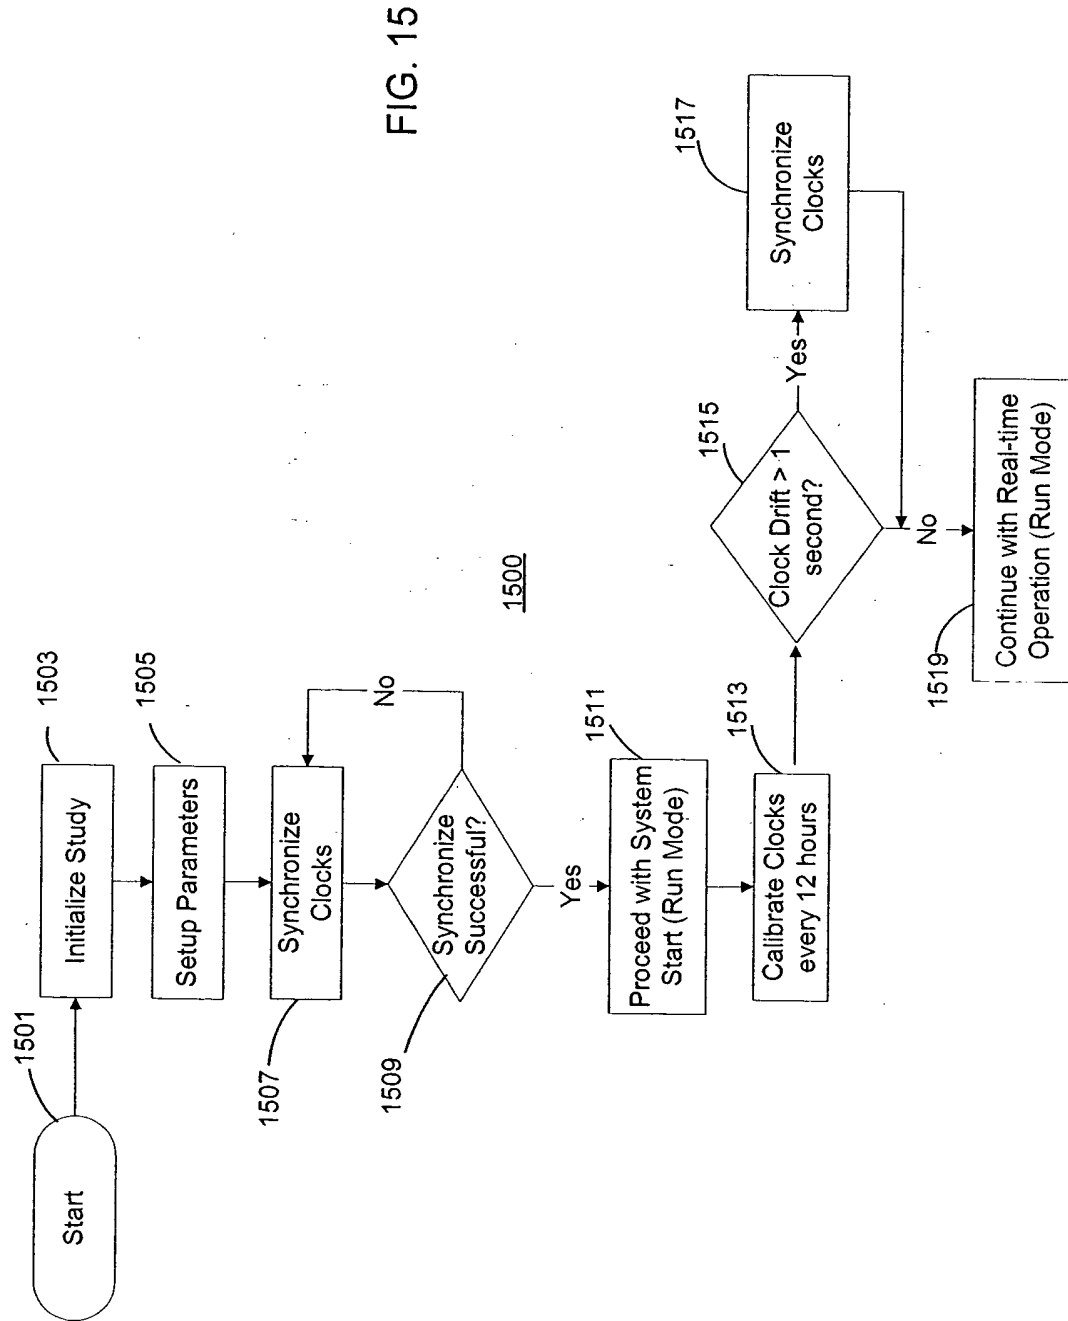 FIG. 15
1500
1501
Start
1503
Initialize Study
1505
Setup Parameters
1507
Synchronize
Clocks
1509
Synchronize
Successful?
No
Yes
1511
Proceed with System
Start (Run Mode)
1513
Calibrate Clocks
every 12 hours
1515
Clock Drift > 1
second?
Yes
1517
Synchronize
Clocks
No
1519
Continue with Real-time
Operation (Run Mode)